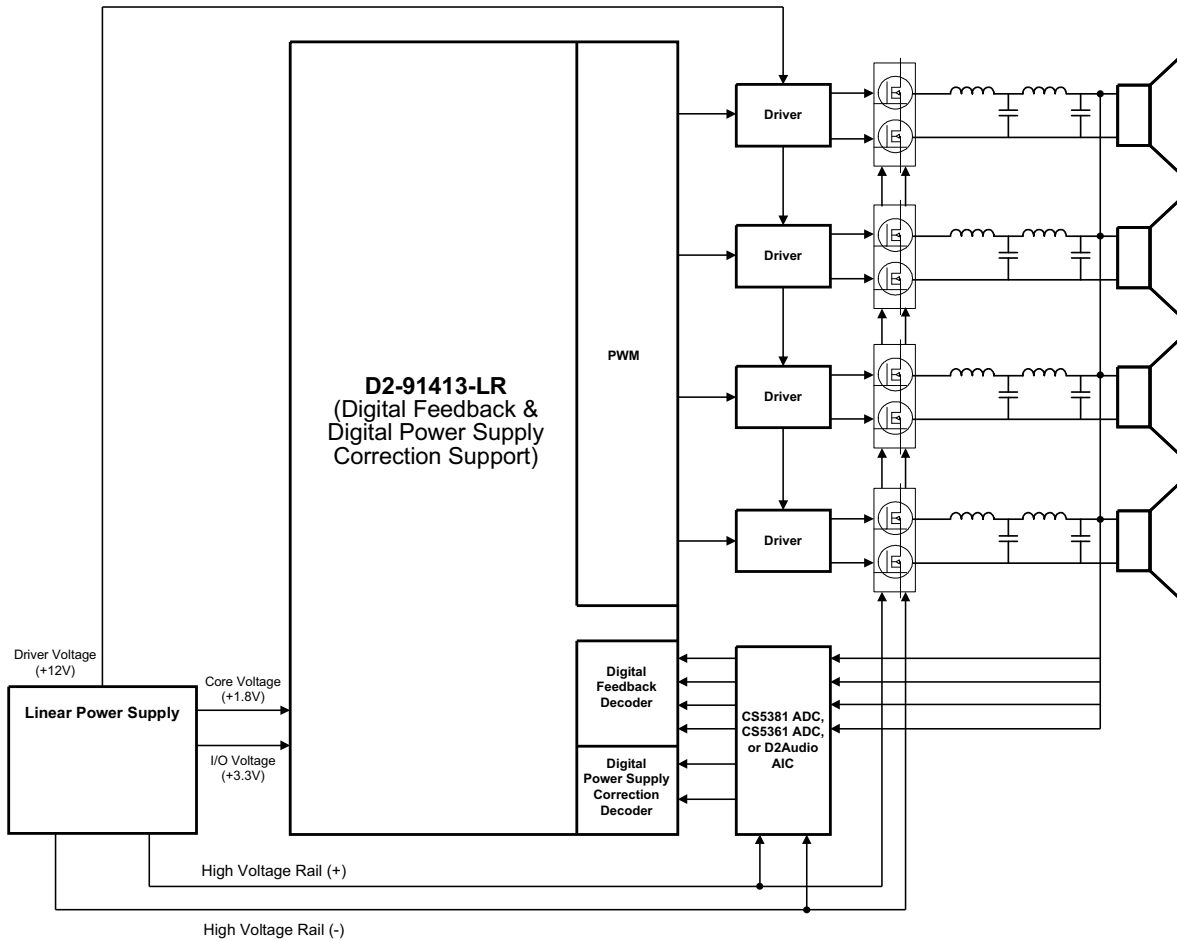 Driver
Driver
PWM
D2-91413-LR
(Digital Feedback &
Digital Power Supply
Correction Support)
Driver
Driver
Driver Voltage
(+12V)
Linear Power Supply
Core Voltage
(+1.8V)
I/O Voltage
(+3.3V)
Digital
Feedback
Decoder
Digital
Power Supply
Correction
Decoder
CS5381 ADC,
CS5361 ADC,
or D2Audio
AIC
High Voltage Rail (+)
High Voltage Rail (-)